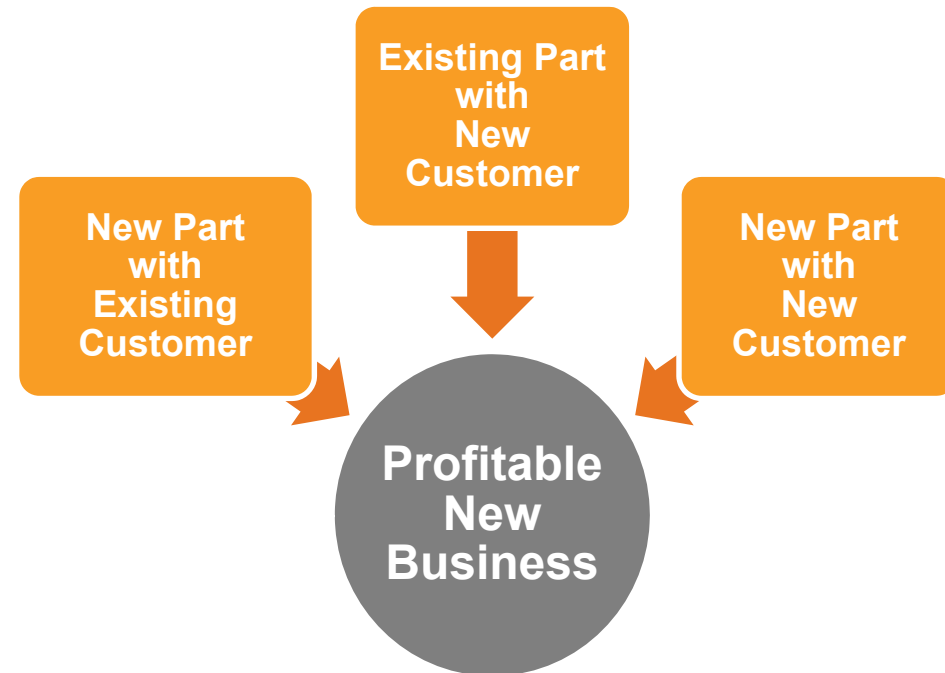 Existing Part
with
New
Customer
New Part
with
Existing
Customer
New Part
with
New
Customer
Profitable
New
Business